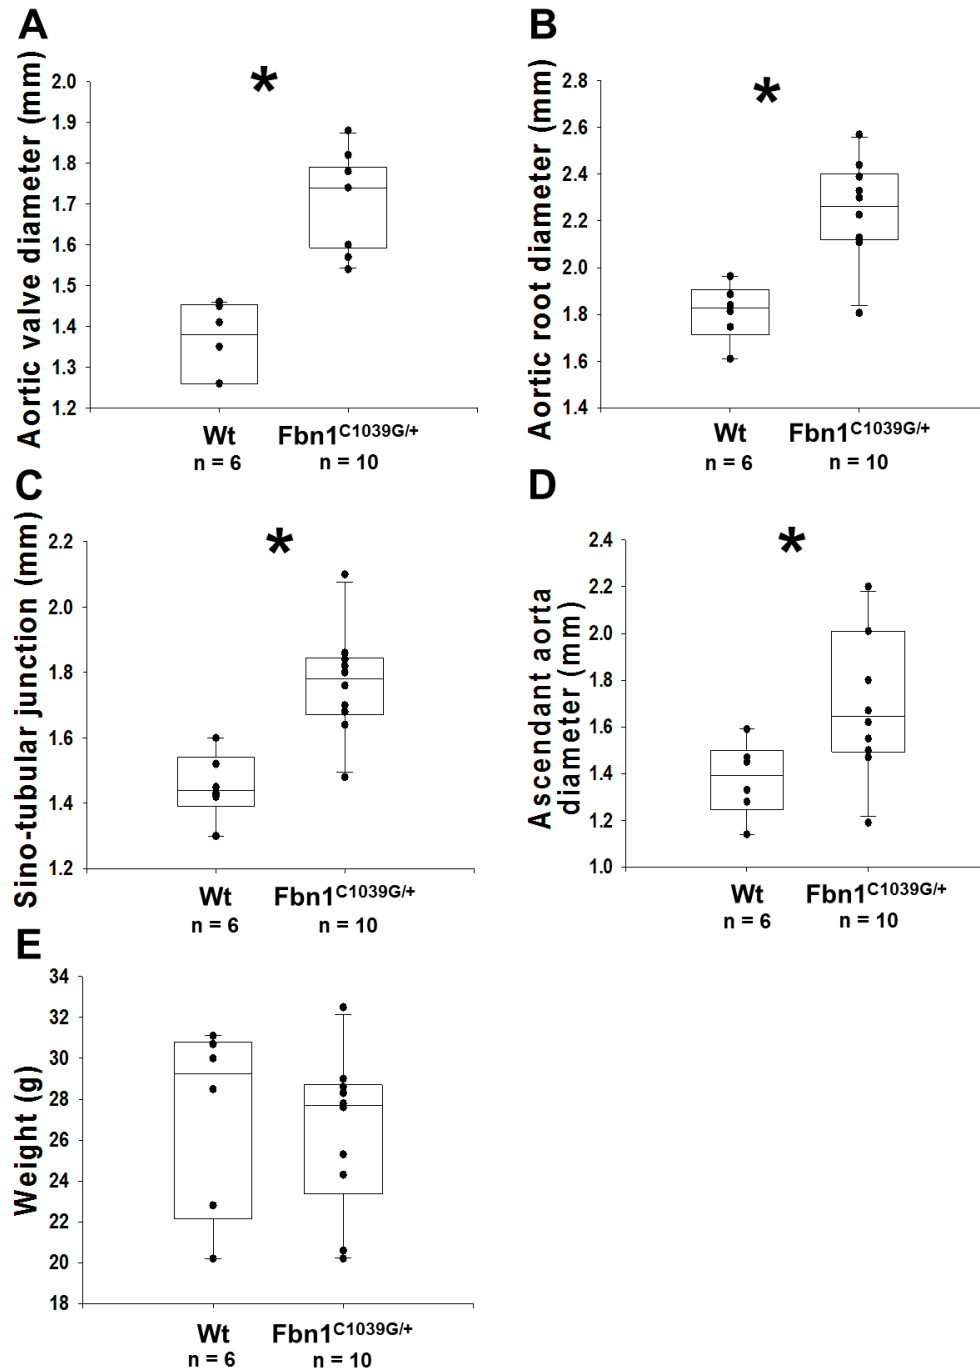 A
Aortic valve diameter (mm)
2.0
1.9
1.8
1.7
1.6
1.5
1.4
1.3
1.2
*
Wt
Fbn1C1039G/+
n = 6
n = 10
B
Aortic root diameter (mm)
2.8
2.6
2.4
2.2
2.0
1.8
1.6
1.4
*
Wt
Fbn1C1039G/+
n = 6
n = 10
C
Sino-tubular junction (mm)
2.2
2.0
1.8
1.6
1.4
1.2
*
Wt
Fbn1C1039G/+
n = 6
n = 10
D
Ascendant aorta
diameter (mm)
2.4
2.2
2.0
1.8
1.6
1.4
1.2
1.0
*
Wt
Fbn1C1039G/+
n = 6
n = 10
E
Weight (g)
34
32
30
28
26
24
22
20
18
Wt
Fbn1C1039G/+
n = 6
n = 10